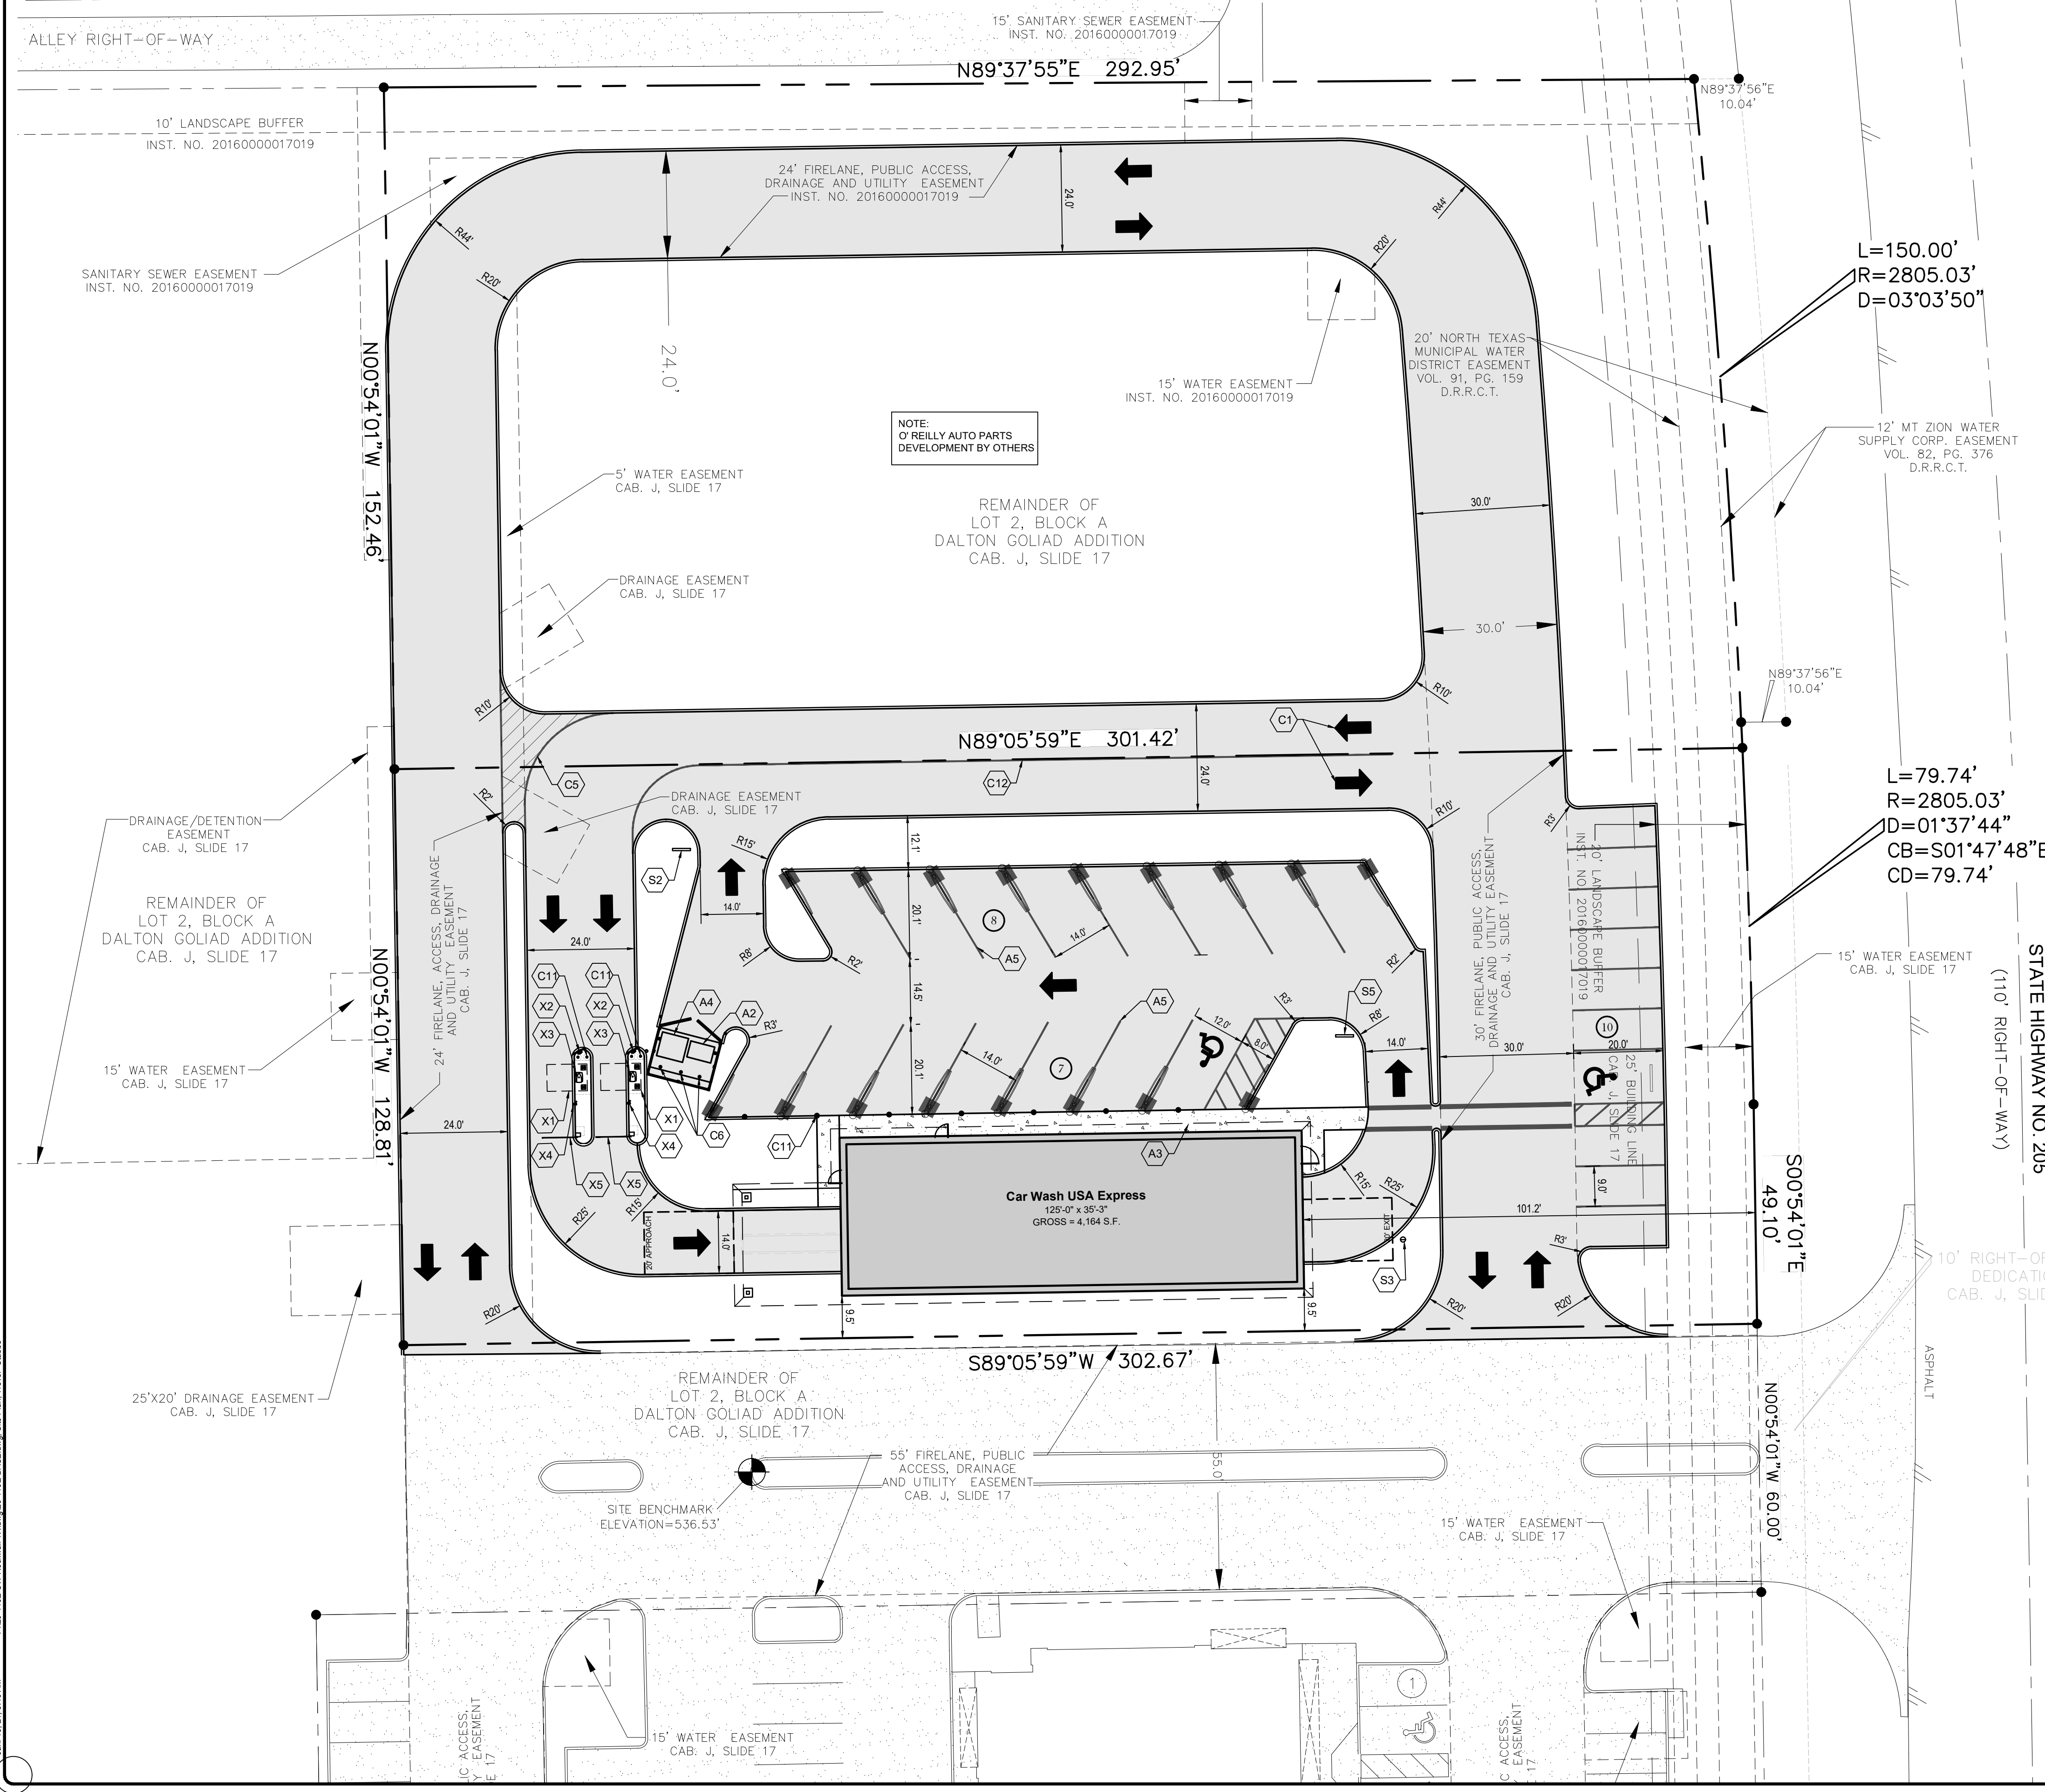 ALLEY RIGHT-OF-WAY
15' SANITARY SEWER EASEMENT
INST. NO. 20160000017019
N89°37'55"E 292.95'
N89°37'56"E
10.04'
10' LANDSCAPE BUFFER
INST. NO. 20160000017019
24' FIRELANE, PUBLIC ACCESS,
DRAINAGE AND UTILITY EASEMENT
INST. NO. 20160000017019
24.0'
R44'
R44'
R20'
R20'
SANITARY SEWER EASEMENT
INST. NO. 20160000017019
L=150.00'
R=2805.03'
D=03°03'50"
N00°54'01"W 152.46'
24.0'
15' WATER EASEMENT
INST. NO. 20160000017019
20' NORTH TEXAS
MUNICIPAL WATER
DISTRICT EASEMENT
VOL. 91, PG. 159
D.R.R.C.T.
NOTE:
O' REILLY AUTO PARTS
DEVELOPMENT BY OTHERS
12' MT ZION WATER
SUPPLY CORP. EASEMENT
VOL. 82, PG. 376
D.R.R.C.T.
5' WATER EASEMENT
CAB. J, SLIDE 17
REMAINDER OF
LOT 2, BLOCK A
DALTON GOLIAD ADDITION
CAB. J, SLIDE 17
30.0'
DRAINAGE EASEMENT
CAB. J, SLIDE 17
30.0'
N89°37'56"E
10.04'
R10'
R10'
C1
N89°05'59"E 301.42'
C5
C12
24.0'
L=79.74'
R=2805.03'
D=01°37'44"
CB=S01°47'48"E
CD=79.74'
R2'
DRAINAGE EASEMENT
CAB. J, SLIDE 17
R10'
R3'
DRAINAGE/DETENTION
EASEMENT
CAB. J, SLIDE 17
R15'
12.1'
S2
14.0'
24' FIRELANE, ACCESS, DRAINAGE
AND UTILITY EASEMENT
CAB. J, SLIDE 17
30' FIRELANE, PUBLIC ACCESS,
DRAINAGE AND UTILITY EASEMENT
CAB. J, SLIDE 17
20' LANDSCAPE BUFFER
INST. NO. 20160000017019
REMAINDER OF
LOT 2, BLOCK A
DALTON GOLIAD ADDITION
CAB. J, SLIDE 17
20.1'
8
14.0'
A5
24.0'
R8'
R2'
R2'
15' WATER EASEMENT
CAB. J, SLIDE 17
STATE HIGHWAY NO. 205
(110' RIGHT-OF-WAY)
N00°54'01"W 128.81'
C11
C11
X2
X2
X3
X3
A4
A2
R3'
14.5'
A5
R3'
S5
R8'
12.0'
8.0'
10
14.0'
30.0'
20.0'
15' WATER EASEMENT
CAB. J, SLIDE 17
20.1'
14.0'
7
25' BUILDING LINE
CAB. J, SLIDE 17
24.0'
X1
X1
X4
X4
C6
C11
A3
X5
X5
R15'
R25'
20' APPROACH
14.0'
Car Wash USA Express
125'-0" x 35'-3"
GROSS = 4,164 S.F.
R15'
R25'
9.0'
101.2'
S00°54'01"E
49.10'
R3'
S3
10' RIGHT-OF
DEDICATIO
CAB. J, SLID
R20'
9.5'
9.5'
R20'
R20'
S89°05'59"W 302.67'
ASPHALT
25'X20' DRAINAGE EASEMENT
CAB. J, SLIDE 17
REMAINDER OF
LOT 2, BLOCK A
DALTON GOLIAD ADDITION
CAB. J, SLIDE 17
N00°54'01"W 60.00'
55' FIRELANE, PUBLIC
ACCESS, DRAINAGE
AND UTILITY EASEMENT
CAB. J, SLIDE 17
55.0'
SITE BENCHMARK
ELEVATION=536.53'
15' WATER EASEMENT
CAB. J, SLIDE 17
1
15' WATER EASEMENT
CAB. J, SLIDE 17
IC ACCESS,
Y EASEMENT
E 17
C ACCESS,
EASEMENT
17